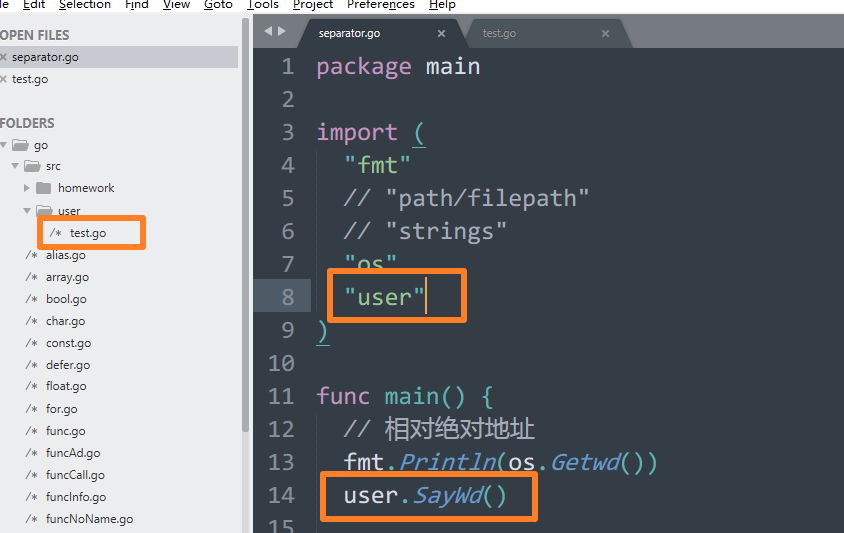 Edit Selection Find View Goto Tools Project Preferences Help
OPEN FILES
separator.go
test.go
FOLDERS
go
src
homework
user
/* test.go
/* alias.go
/* array.go
/* bool.go
/* char.go
/* const.go
/* defer.go
/* float.go
/* for.go
/* func.go
/* funcAd.go
/* funcCall.go
/* funcInfo.go
/* funcNoName.go
separator.go × test.go ×
1 package main
2
3 import (
4 "fmt"
5 // "path/filepath"
6 // "strings"
7 "os"
8 "user"
9 )
10
11 func main() {
12 // 相对绝对地址
13 fmt.Println(os.Getwd())
14 user.SayWd()
15